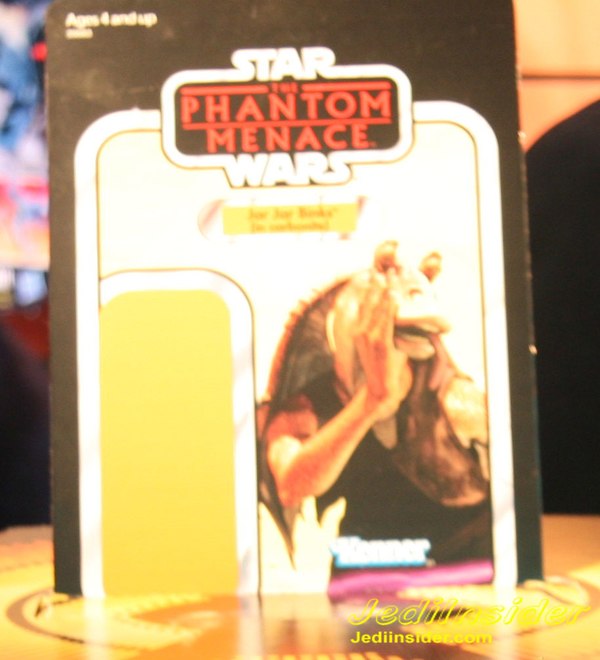 Ages 4 and up
STAR
THE
PHANTOM
MENACE
WARS
Jar Jar Binks
Kenner
Jediinsider
Jediinsider.com